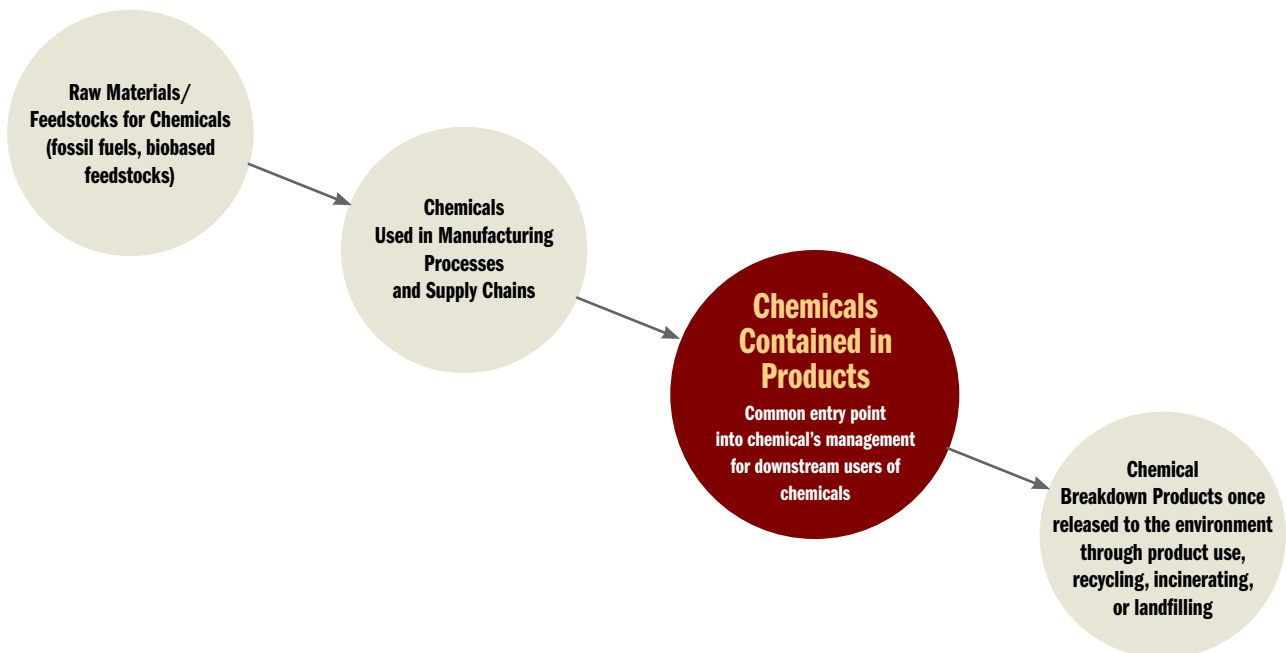 Raw Materials/
Feedstocks for Chemicals
(fossil fuels, biobased
feedstocks)
Chemicals
Used in Manufacturing
Processes
and Supply Chains
Chemicals
Contained in
Products
Common entry point
into chemical’s management
for downstream users of
chemicals
Chemical
Breakdown Products once
released to the environment
through product use,
recycling, incinerating,
or landfilling